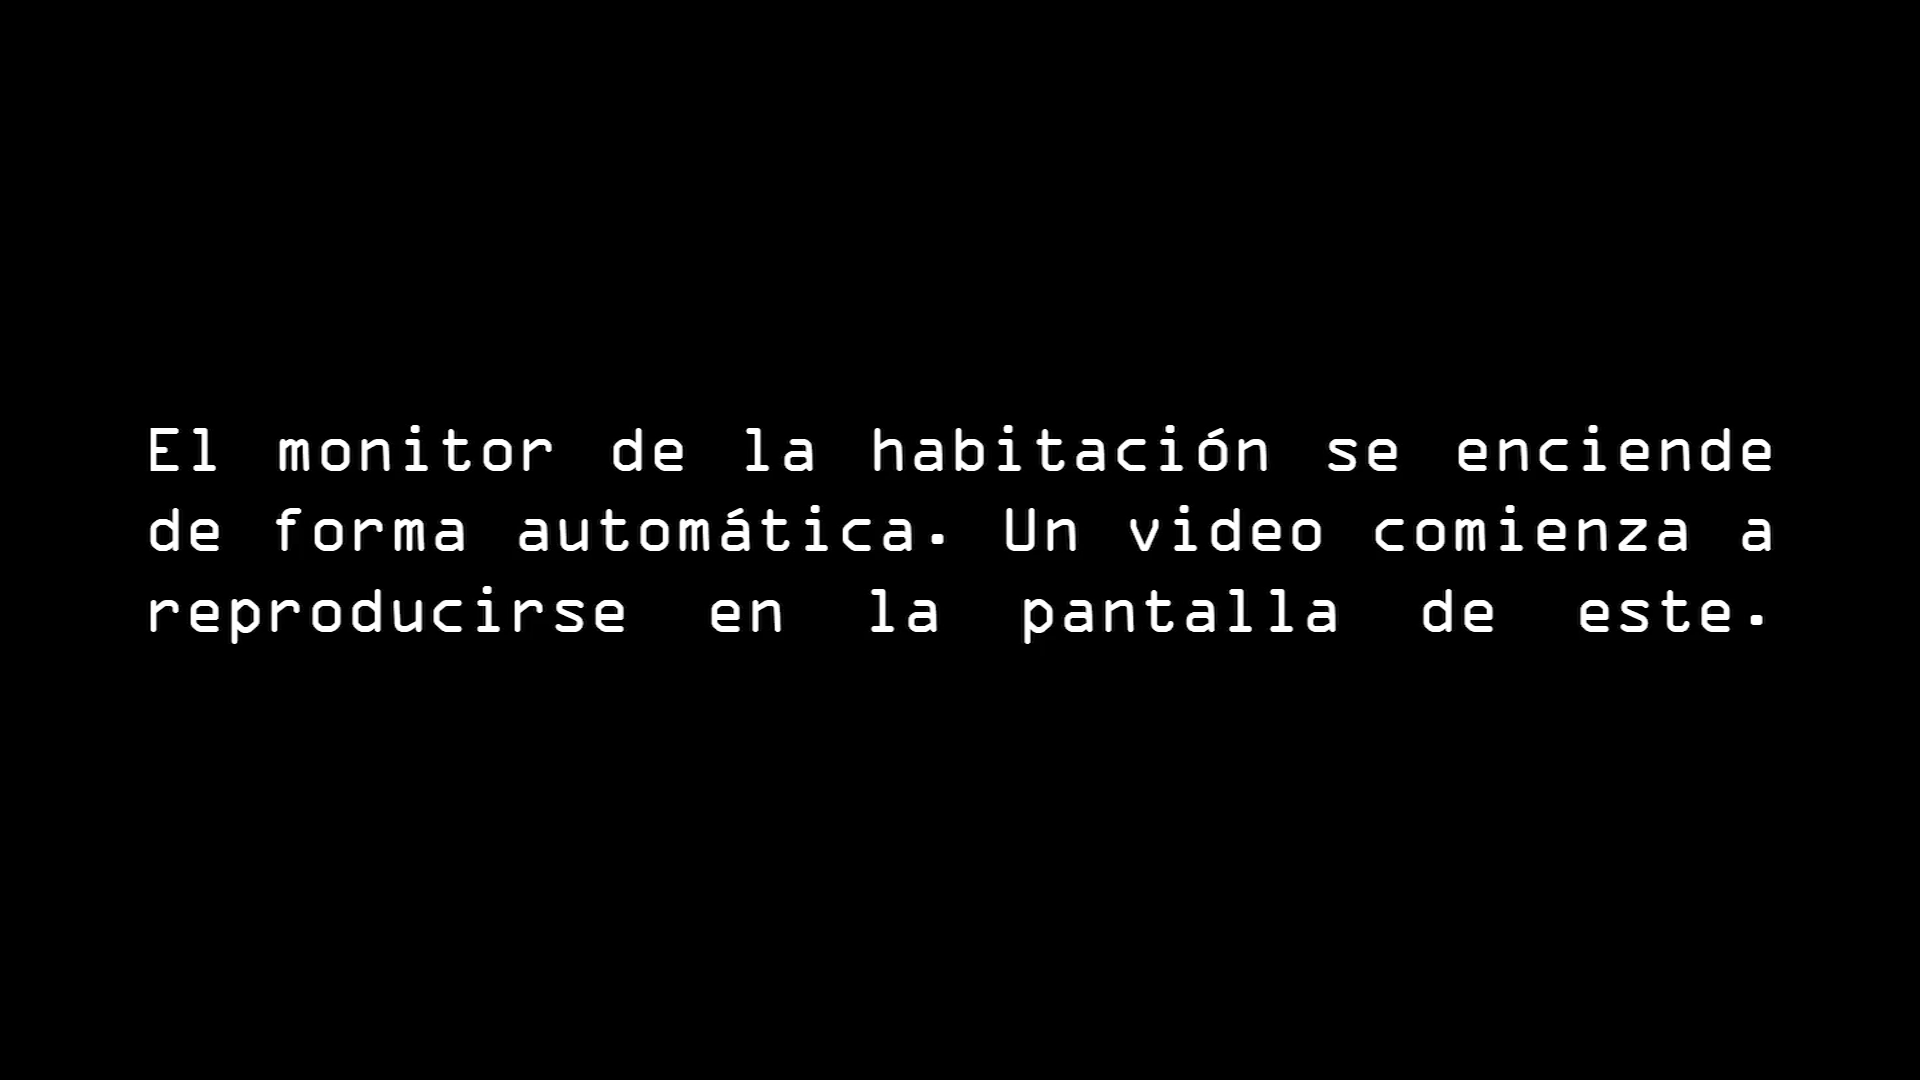 El monitor de la habitación se enciende
de forma automática. Un video comienza a
reproducirse en la pantalla de este.